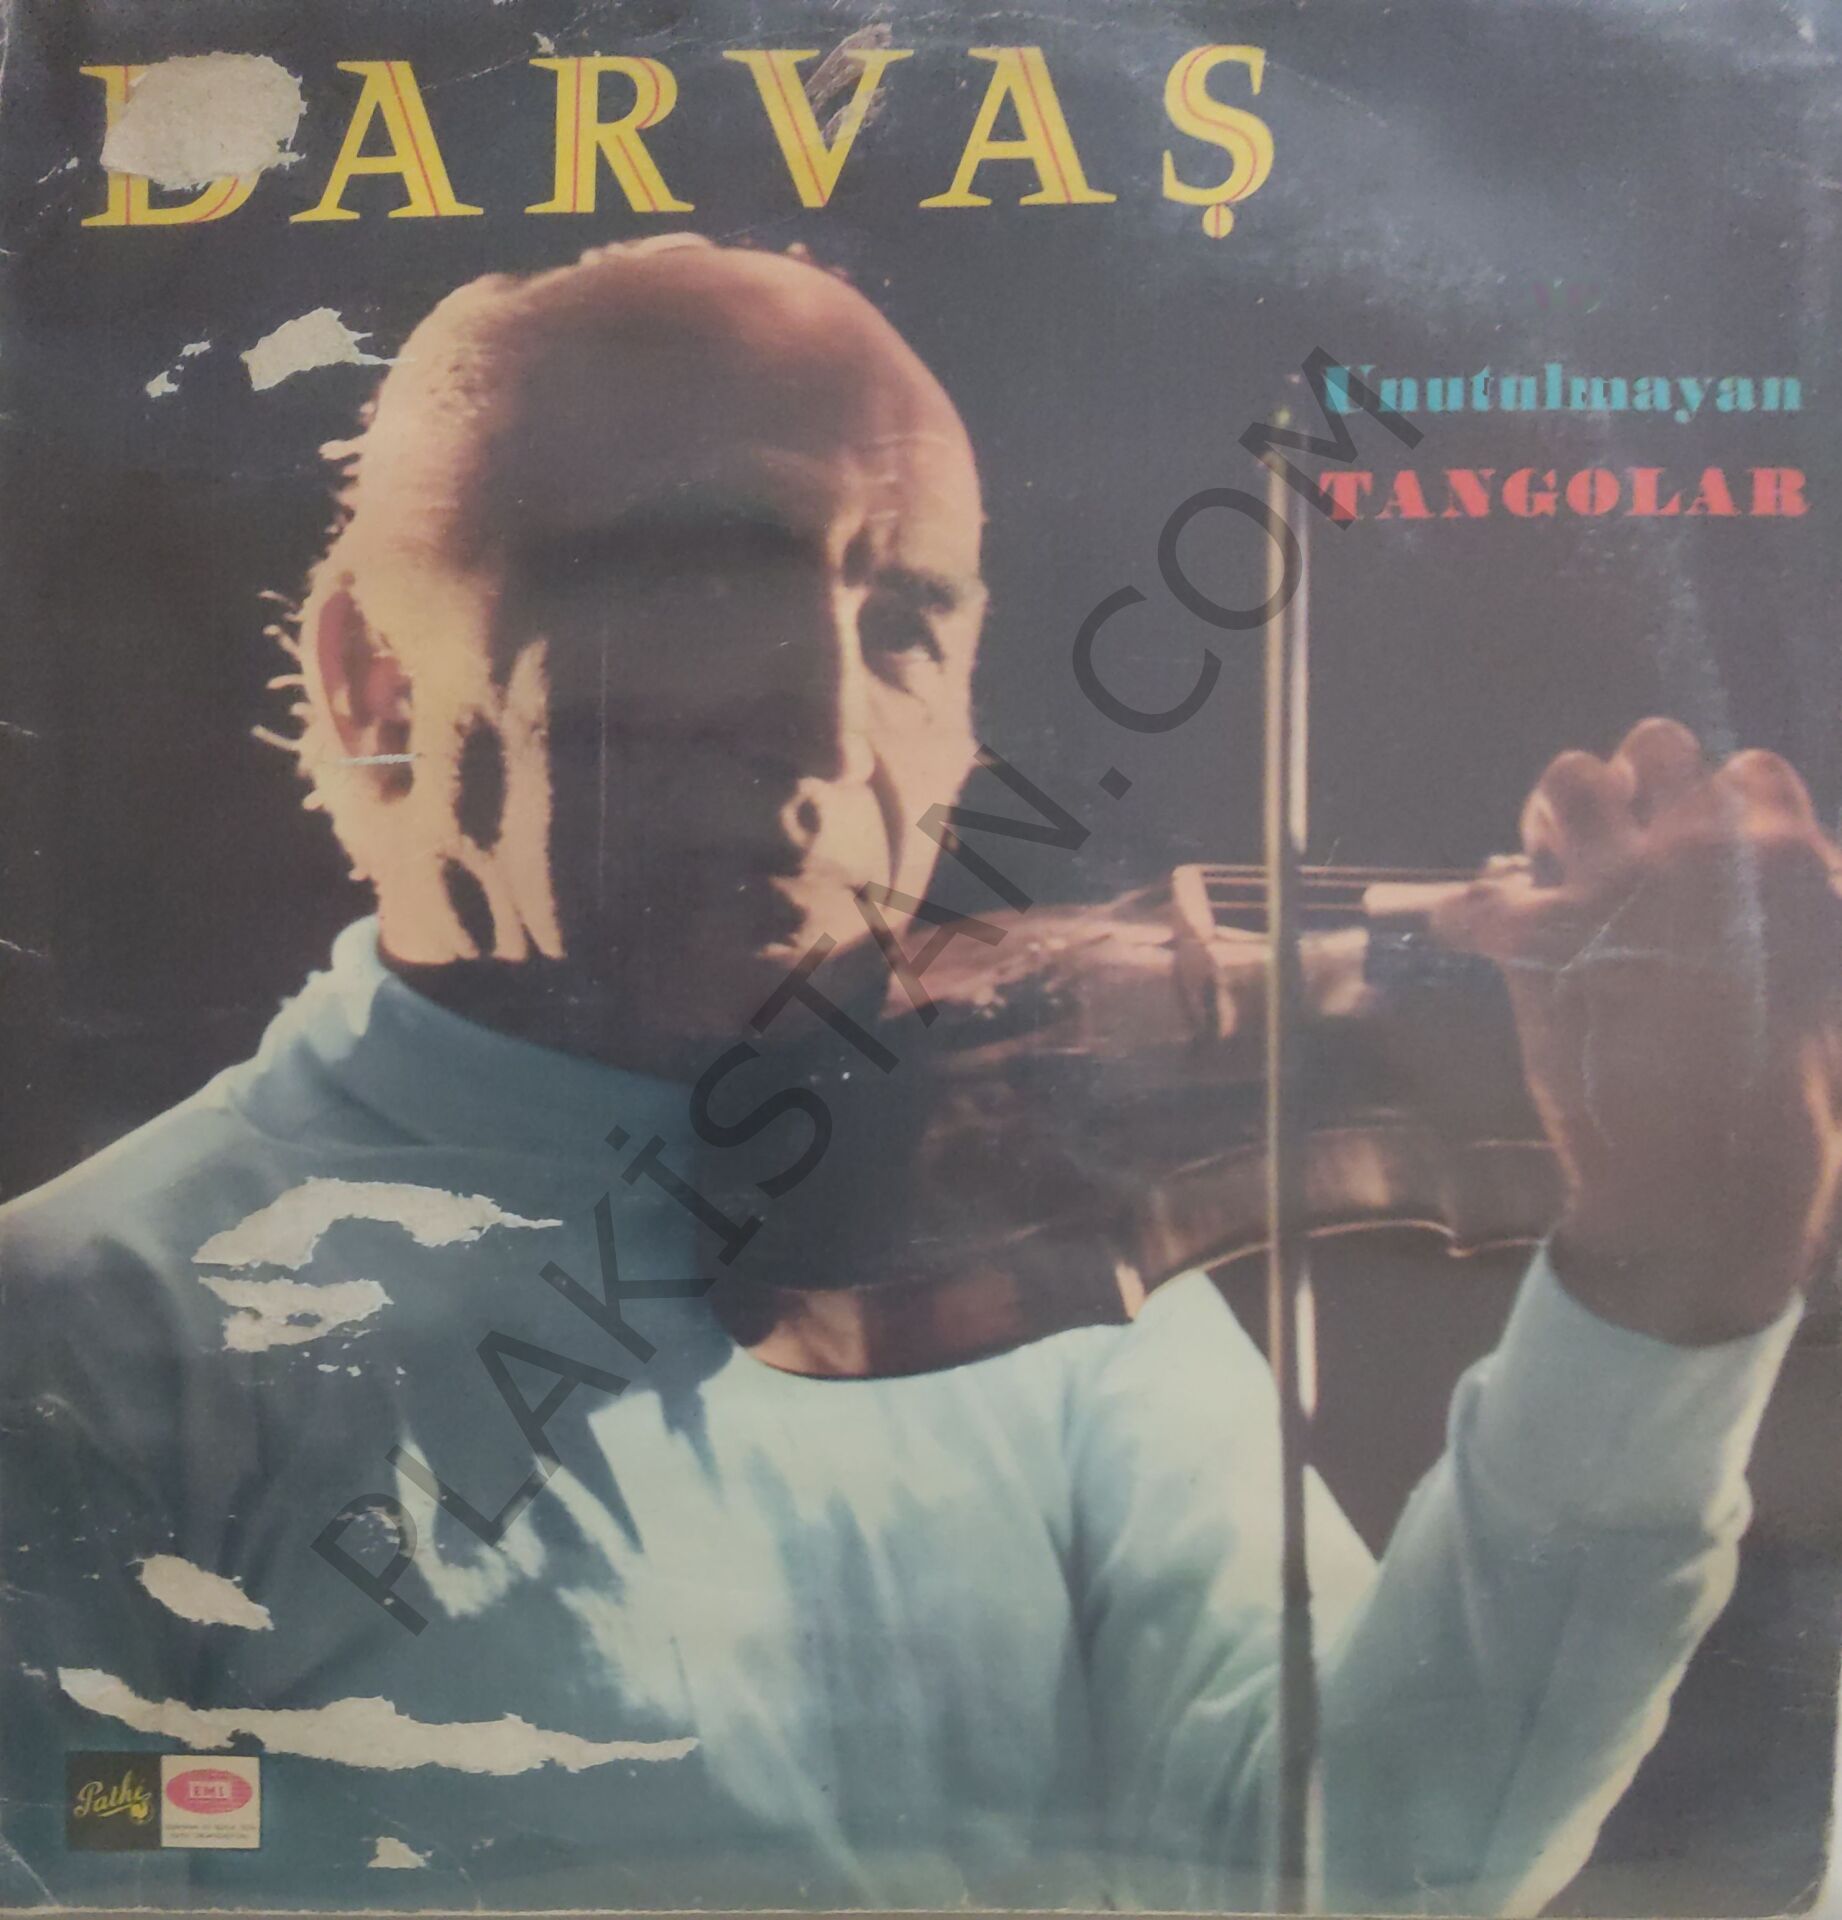 DARVAŞ
Unutulmayan
TANGOLAR
PLAKİSTAN.COM
Pathé
EMI